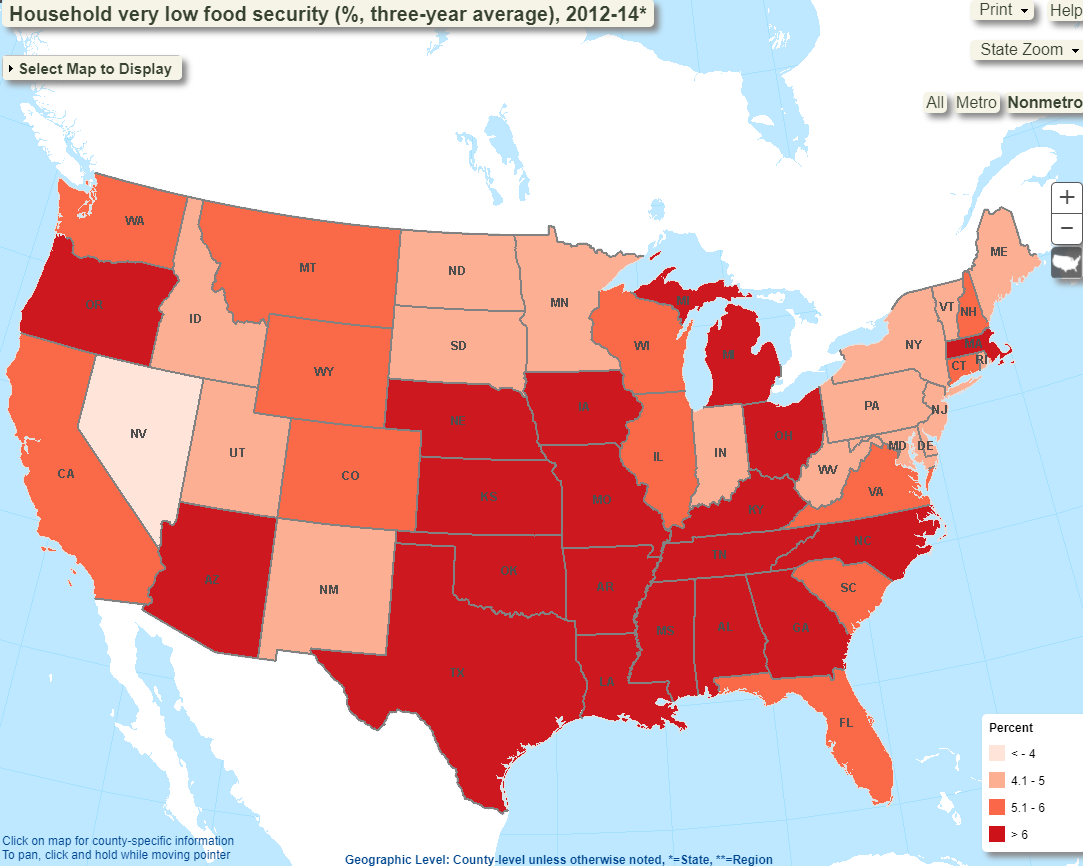 Household very low food security (%, three-year average), 2012-14*
Print
Help
State Zoom
Select Map to Display
All Metro Nonmetro
+
−
WA
MT
ND
MN
ME
OR
ID
SD
WI
MI
MI
VT
NH
NY
MA
CT
RI
WY
NE
IA
PA
NJ
NV
UT
CO
IL
IN
OH
MD
DE
WV
VA
CA
KS
MO
KY
AZ
NM
OK
AR
TN
NC
SC
TX
LA
MS
AL
GA
FL
Percent
< - 4
4.1 - 5
5.1 - 6
> 6
Click on map for county-specific information
To pan, click and hold while moving pointer
Geographic Level: County-level unless otherwise noted, *=State, **=Region